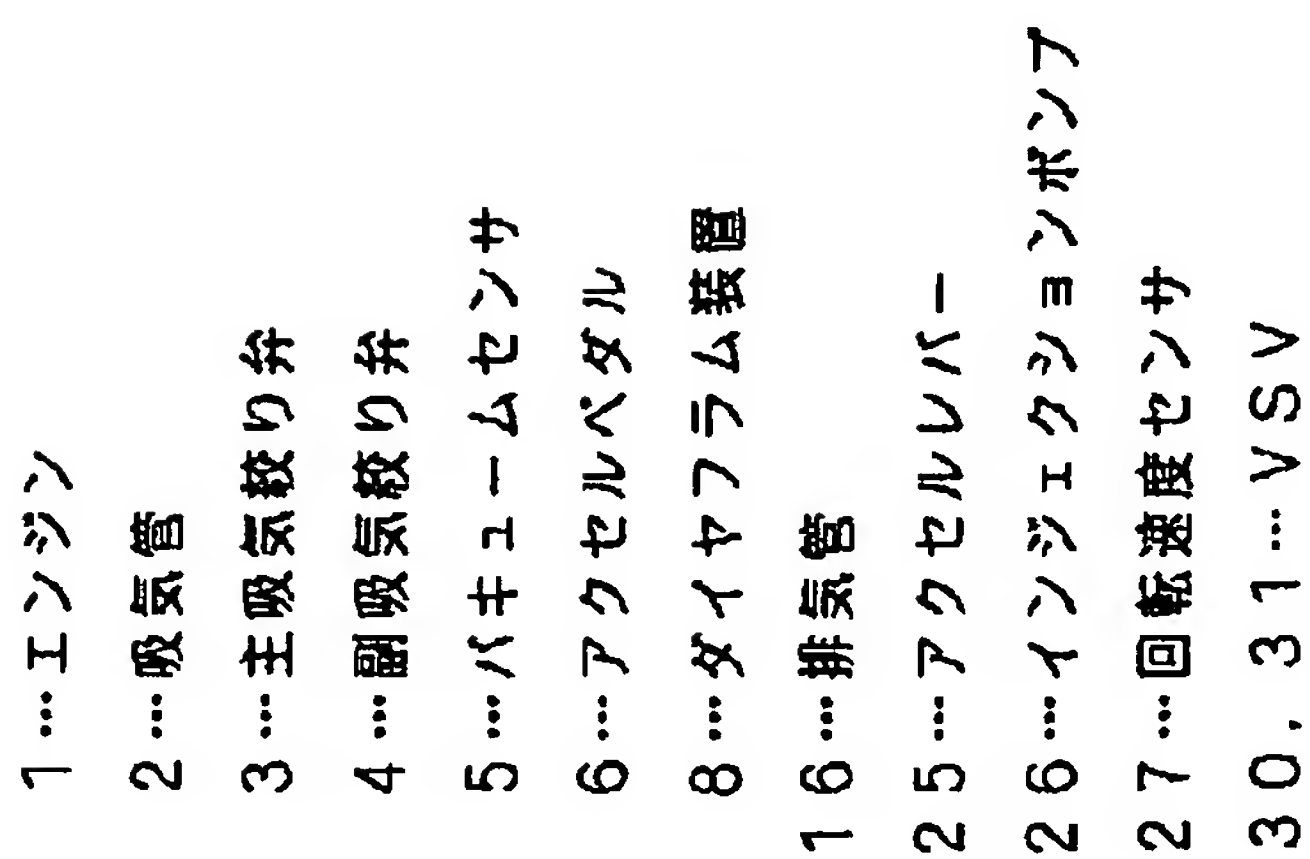 1…エンジン
2…吸気管
3…主吸気絞り弁
4…副吸気絞り弁
5…バキュームセンサ
6…アクセルペダル
8…ダイヤフラム装置
16…排気管
25…アクセルレバー
26…インジェクションポンプ
27…回転速度センサ
30，31…VSV